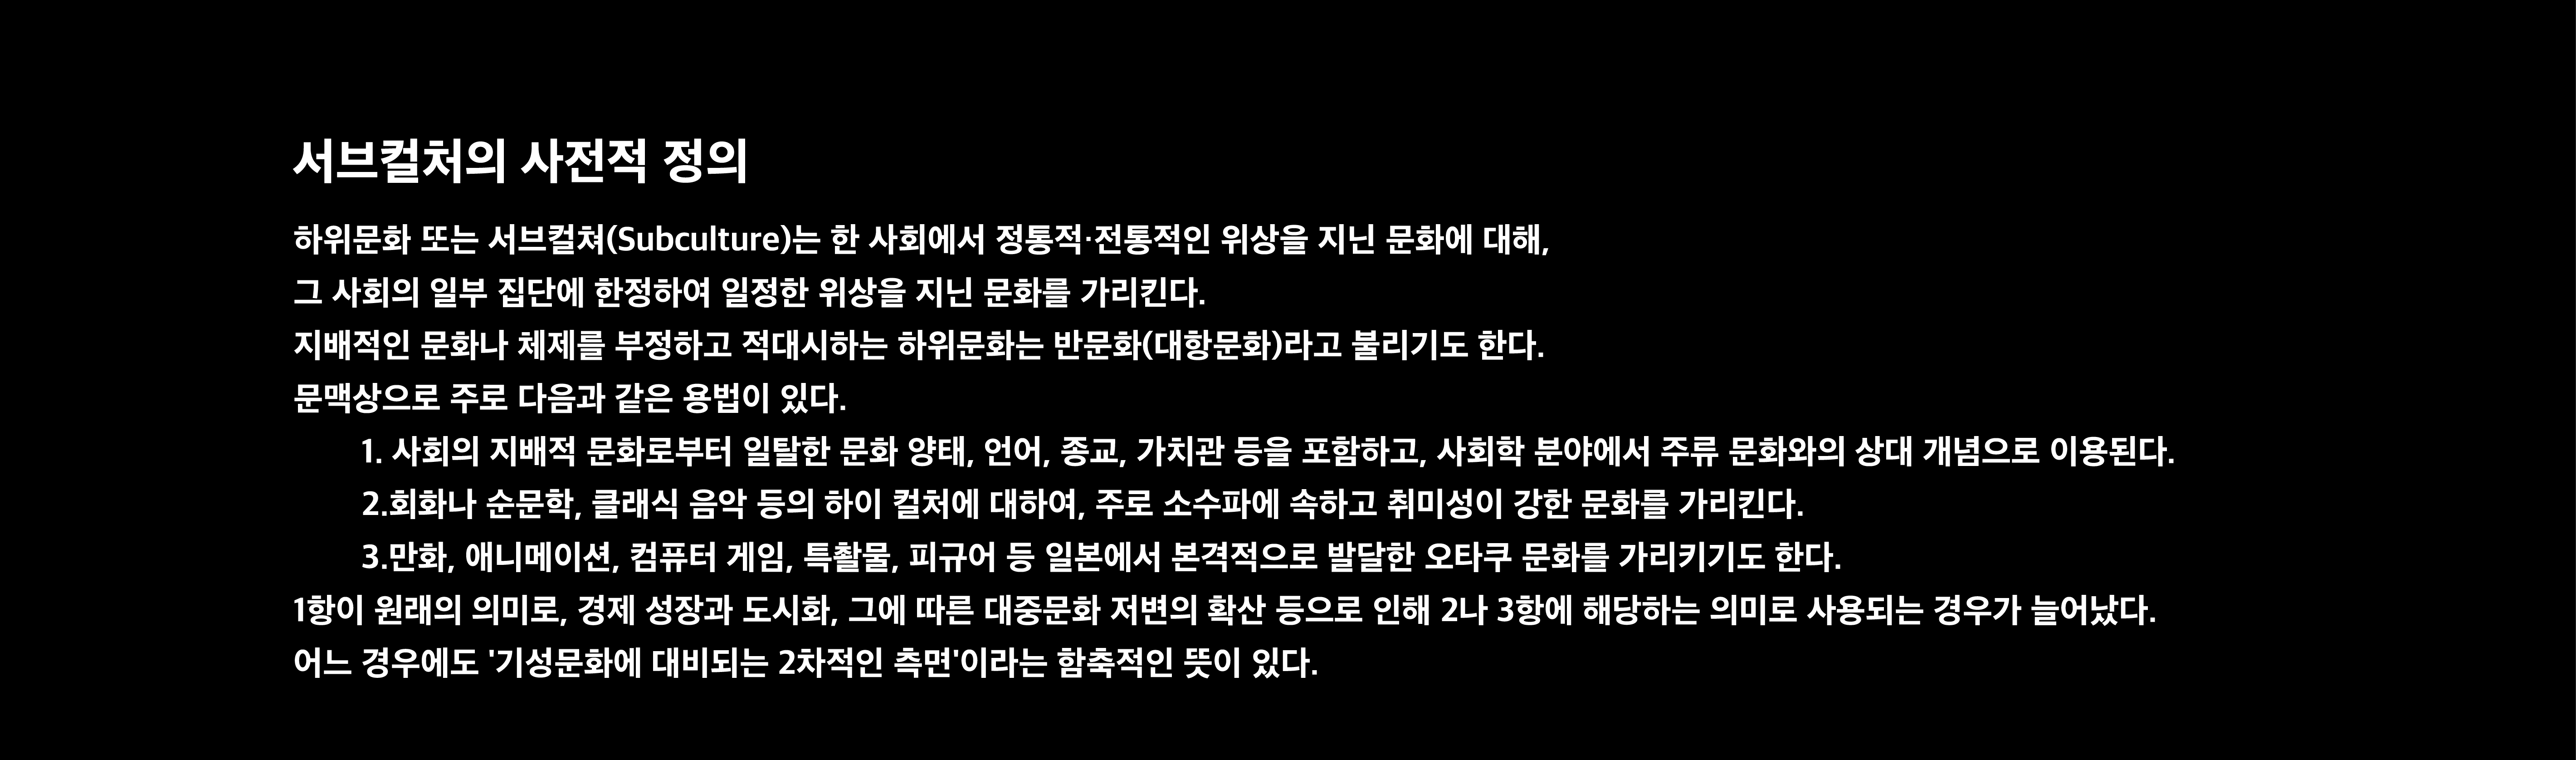 서브컬처의 사전적 정의
하위문화 또는 서브컬쳐(Subculture)는 한 사회에서 정통적·전통적인 위상을 지닌 문화에 대해,
그 사회의 일부 집단에 한정하여 일정한 위상을 지닌 문화를 가리킨다.
지배적인 문화나 체제를 부정하고 적대시하는 하위문화는 반문화(대항문화)라고 불리기도 한다.
문맥상으로 주로 다음과 같은 용법이 있다.
1. 사회의 지배적 문화로부터 일탈한 문화 양태, 언어, 종교, 가치관 등을 포함하고, 사회학 분야에서 주류 문화와의 상대 개념으로 이용된다.
2.회화나 순문학, 클래식 음악 등의 하이 컬처에 대하여, 주로 소수파에 속하고 취미성이 강한 문화를 가리킨다.
3.만화, 애니메이션, 컴퓨터 게임, 특촬물, 피규어 등 일본에서 본격적으로 발달한 오타쿠 문화를 가리키기도 한다.
1항이 원래의 의미로, 경제 성장과 도시화, 그에 따른 대중문화 저변의 확산 등으로 인해 2나 3항에 해당하는 의미로 사용되는 경우가 늘어났다.
어느 경우에도 '기성문화에 대비되는 2차적인 측면'이라는 함축적인 뜻이 있다.